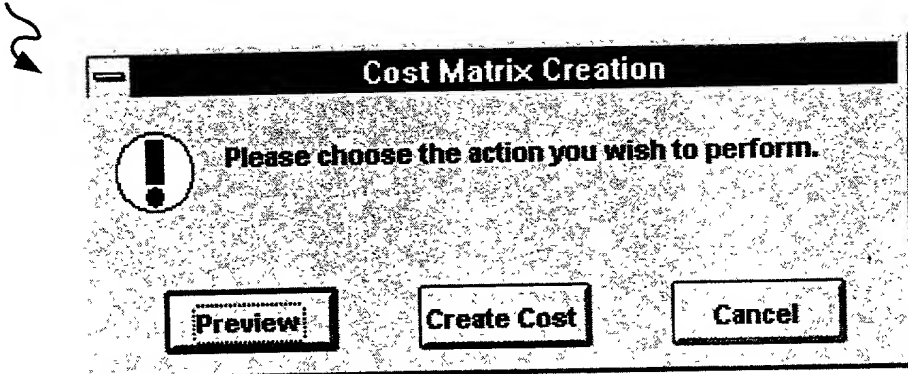 Cost Matrix Creation
Please choose the action you wish to perform.
Preview Create Cost Cancel